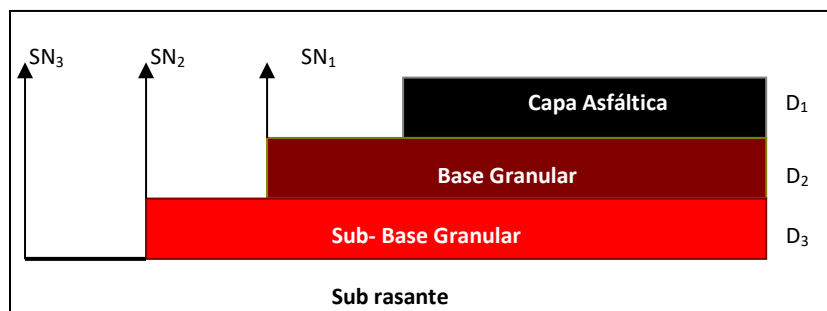 SN₃ SN₂ SN₁
Capa Asfáltica D₁
Base Granular D₂
Sub- Base Granular D₃
Sub rasante